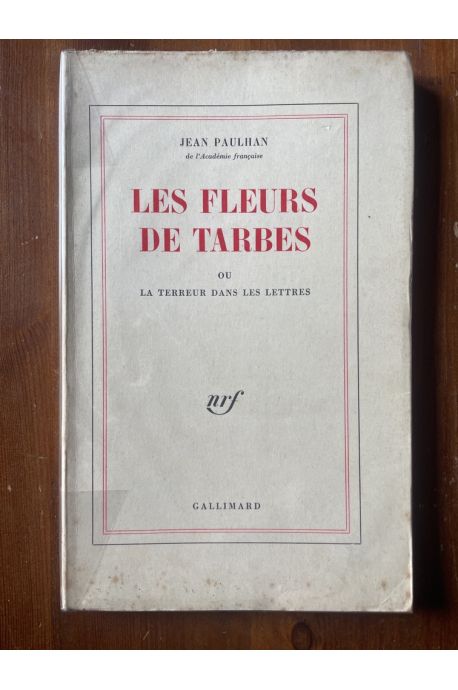 JEAN PAULHAN
de l'Académie française
LES FLEURS
DE TARBES
OU
LA TERREUR DANS LES LETTRES
nrf
GALLIMARD